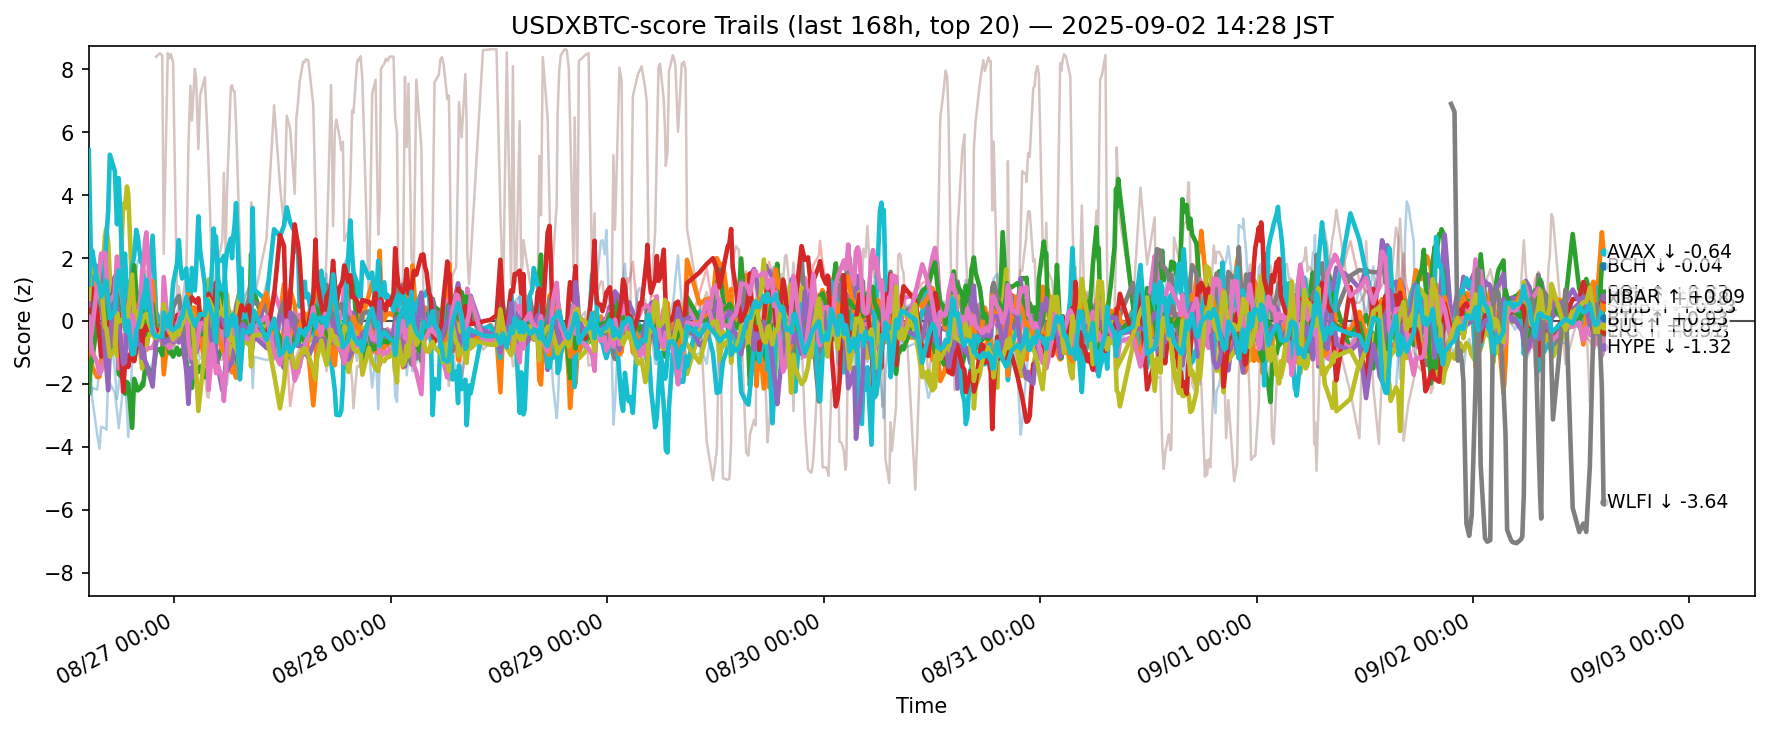 USDXBTC-score Trails (last 168h, top 20) — 2025-09-02 14:28 JST
Score (z)
8
6
4
2
0
−2
−4
−6
−8
AVAX ↓ -0.64
BCH ↓ -0.04
HBAR ↑ +0.09
BTC ↑ +0.93
HYPE ↓ -1.32
WLFI ↓ -3.64
08/27 00:00
08/28 00:00
08/29 00:00
08/30 00:00
08/31 00:00
09/01 00:00
09/02 00:00
09/03 00:00
Time